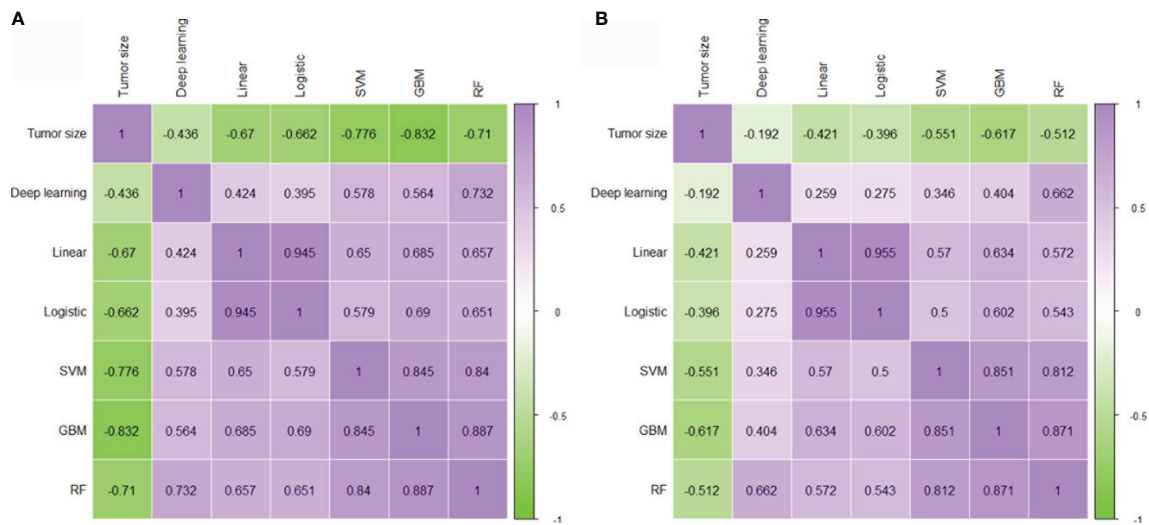 A
Tumor size
Deep learning
Linear
Logistic
SVM
GBM
RF
Tumor size 1 -0.436 -0.67 -0.662 -0.776 -0.832 -0.71
Deep learning -0.436 1 0.424 0.395 0.578 0.564 0.732
Linear -0.67 0.424 1 0.945 0.65 0.685 0.657
Logistic -0.662 0.395 0.945 1 0.579 0.69 0.651
SVM -0.776 0.578 0.65 0.579 1 0.845 0.84
GBM -0.832 0.564 0.685 0.69 0.845 1 0.887
RF -0.71 0.732 0.657 0.651 0.84 0.887 1
1
0.5
0
-0.5
-1
B
Tumor size
Deep learning
Linear
Logistic
SVM
GBM
RF
Tumor size 1 -0.192 -0.421 -0.396 -0.551 -0.617 -0.512
Deep learning -0.192 1 0.259 0.275 0.346 0.404 0.662
Linear -0.421 0.259 1 0.955 0.57 0.634 0.572
Logistic -0.396 0.275 0.955 1 0.5 0.602 0.543
SVM -0.551 0.346 0.57 0.5 1 0.851 0.812
GBM -0.617 0.404 0.634 0.602 0.851 1 0.871
RF -0.512 0.662 0.572 0.543 0.812 0.871 1
1
0.5
0
-0.5
-1